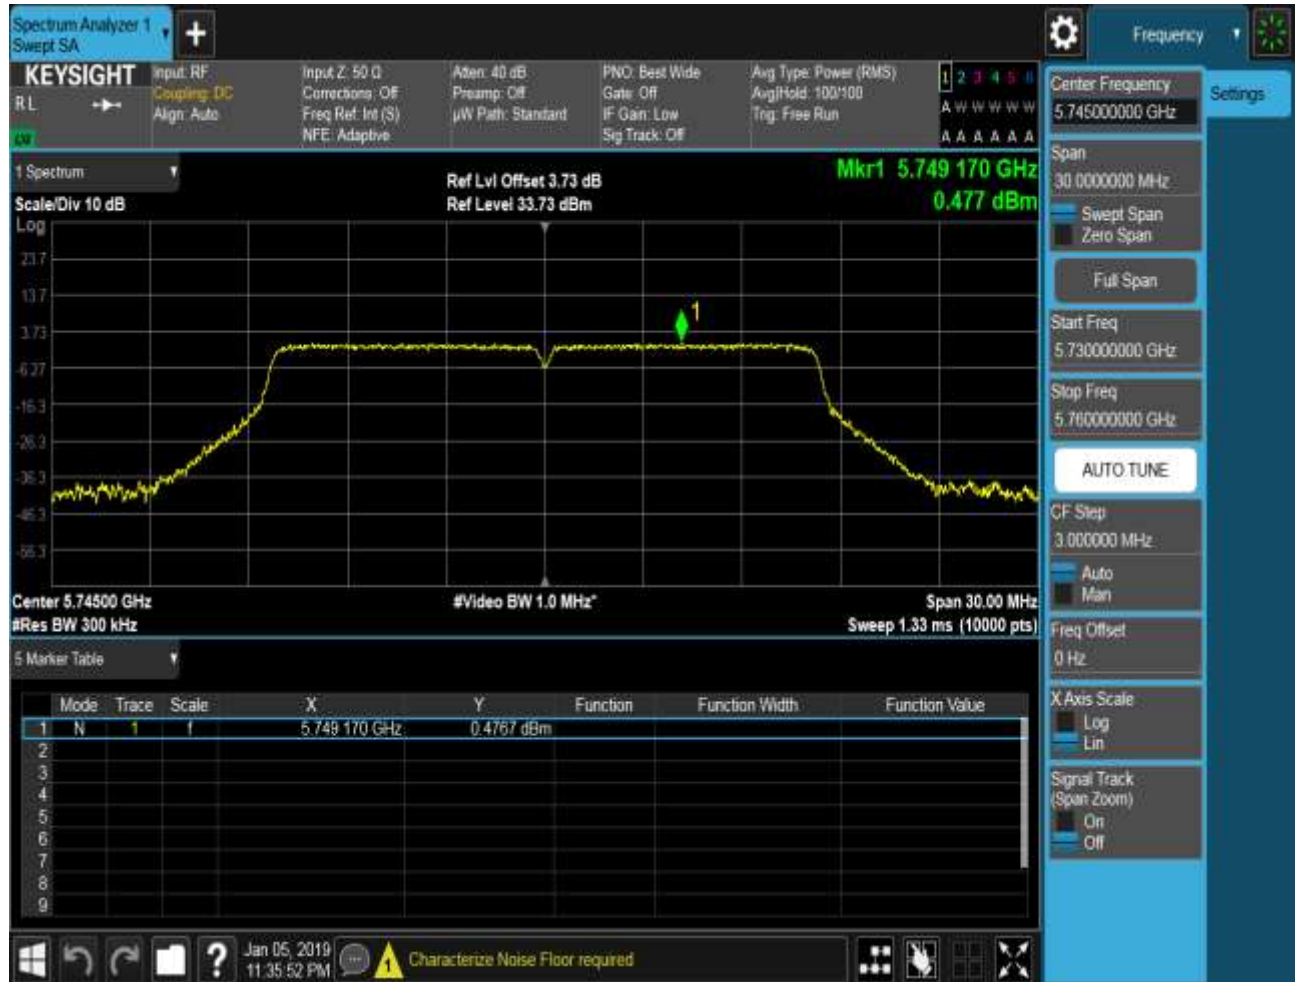 Spectrum Analyzer 1
Swept SA
+
Frequency
KEYSIGHT
RL
Input: RF
Coupling: DC
Align: Auto
Input Z: 50 Ω
Corrections: Off
Freq Ref: Int (S)
NFE: Adaptive
Atten: 40 dB
Preamp: Off
µW Path: Standard
PNO: Best Wide
Gate: Off
IF Gain: Low
Sig Track: Off
Avg Type: Power (RMS)
Avg|Hold: 100/100
Trig: Free Run
1 2 3 4 5 6
A W W W W W
A A A A A A
1 Spectrum
Scale/Div 10 dB
Ref Lvl Offset 3.73 dB
Ref Level 33.73 dBm
Mkr1 5.749 170 GHz
0.477 dBm
Log
23.7
13.7
3.73
-6.27
-16.3
-26.3
-36.3
-46.3
-56.3
1
Center 5.74500 GHz
#Res BW 300 kHz
#Video BW 1.0 MHz*
Span 30.00 MHz
Sweep 1.33 ms (10000 pts)
5 Marker Table
Mode Trace Scale X Y Function Function Width Function Value
1 N 1 f 5.749 170 GHz 0.4767 dBm
2
3
4
5
6
7
8
9
Jan 05, 2019
11:35:52 PM
Characterize Noise Floor required
Center Frequency
5.745000000 GHz
Settings
Span
30.0000000 MHz
Swept Span
Zero Span
Full Span
Start Freq
5.730000000 GHz
Stop Freq
5.760000000 GHz
AUTO TUNE
CF Step
3.000000 MHz
Auto
Man
Freq Offset
0 Hz
X Axis Scale
Log
Lin
Signal Track
(Span Zoom)
On
Off